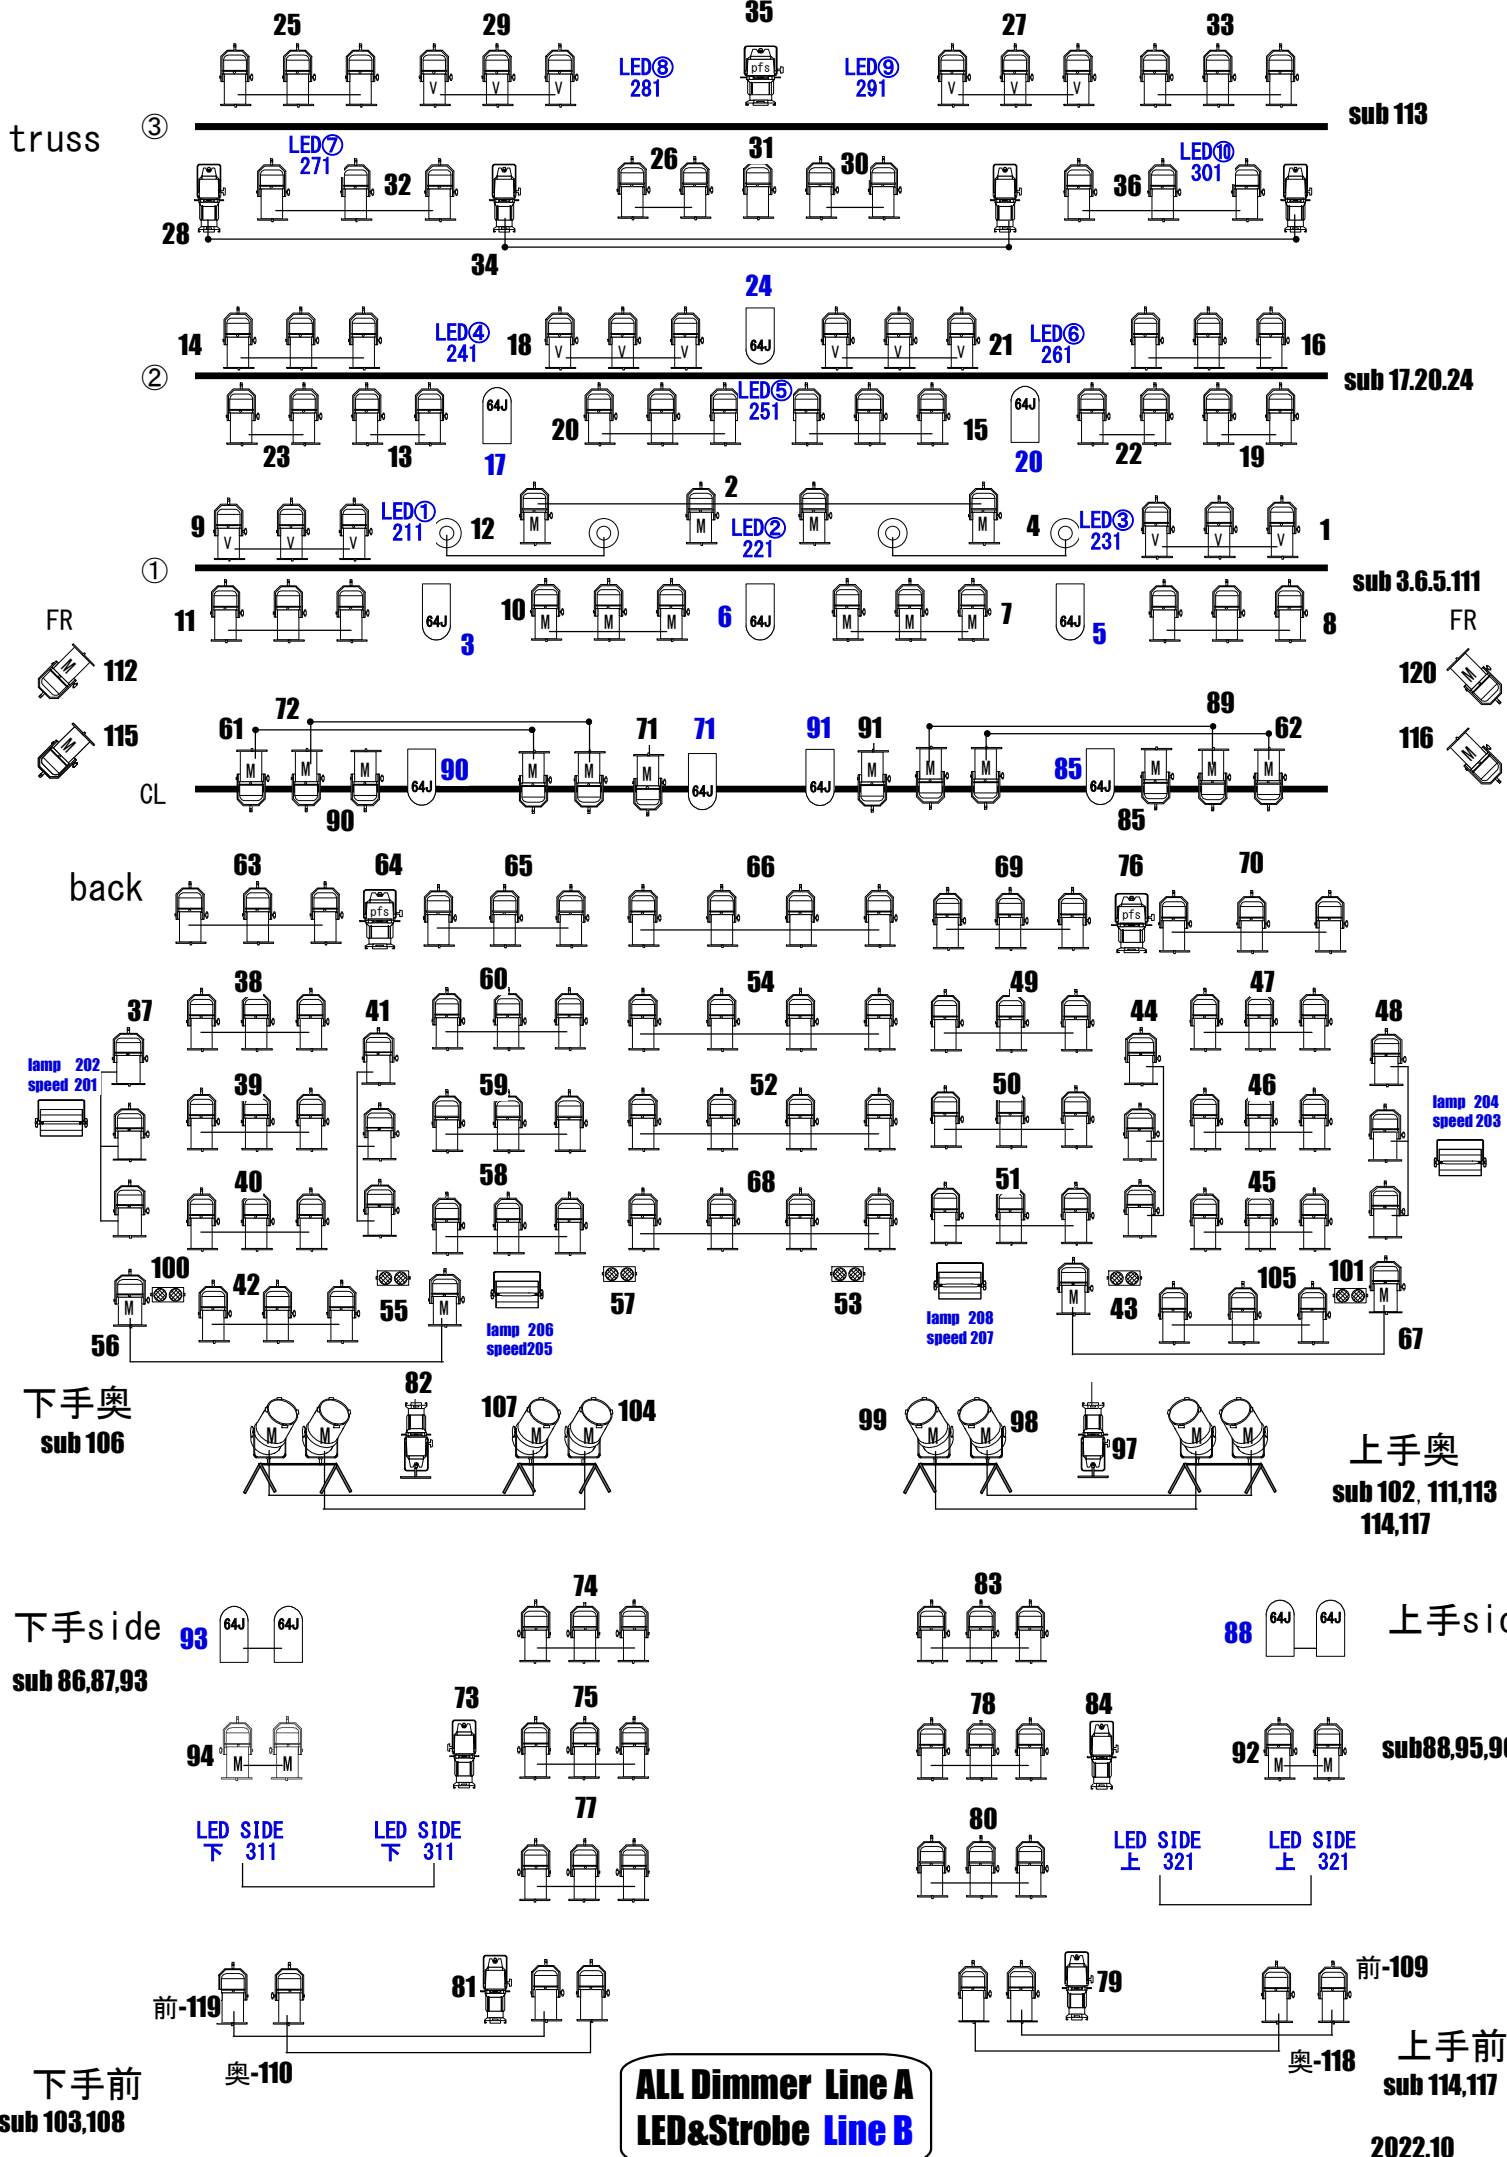 25 29 35 27 33
LED⑧ 281
pfs
LED⑨ 291
V V V V V V
sub 113
truss ③
LED⑦ 271
32 26 31 30 36
LED⑩ 301
28
34
24
14
LED④ 241
18
V V V
64J
V V V
21
LED⑥ 261
16
②
sub 17.20.24
LED⑤ 251
23 13
64J
17
20
15
64J
20
22 19
2
9
V V V
LED① 211
12
M M M M
LED② 221
4
LED③ 231
V V V
1
①
sub 3.6.5.111
11
64J
3
10
M M M
6
64J
M M M
7
64J
5
8
FR
M
112
M
115
FR
120
M
116
M
61 72 71 71 91 91 89 62
CL
M M M
64J
90
M M M
64J
64J
M M M
85
64J
M M M
90
85
back
63 64 65 66 69 76 70
pfs
pfs
37 38 41 60 54 49 44 47 48
lamp 202
speed 201
39 59 52 50 46
lamp 204
speed 203
40 58 68 51 45
56
M
100 42 55
M
57 53
M
43 105 101
M
67
lamp 206
speed205
lamp 208
speed 207
下手奥
sub 106
M M
82
107
M M
104
99
M M
98
97
M M
上手奥
sub 102, 111,113
114,117
下手side
93
64J 64J
74 83
88
64J 64J
上手sid
sub 86,87,93
94
M M
73 75 78 84
92
M M
sub88,95,96
77 80
LED SIDE
下 311
LED SIDE
下 311
LED SIDE
上 321
LED SIDE
上 321
前-119
81 79
前-109
奥-110
奥-118
下手前
sub 103,108
上手前
sub 114,117
ALL Dimmer Line A
LED&Strobe Line B
2022.10